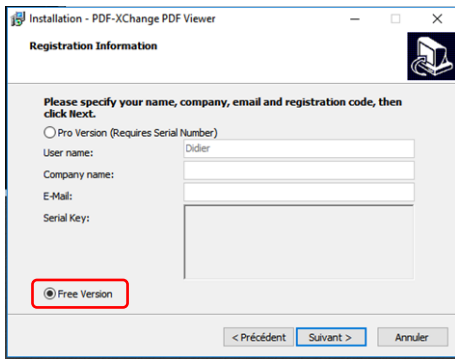 Installation - PDF-XChange PDF Viewer
Registration Information
Please specify your name, company, email and registration code, then
click Next.
Pro Version (Requires Serial Number)
User name:
Didier
Company name:
E-Mail:
Serial Key:
Free Version
< Précédent
Suivant >
Annuler